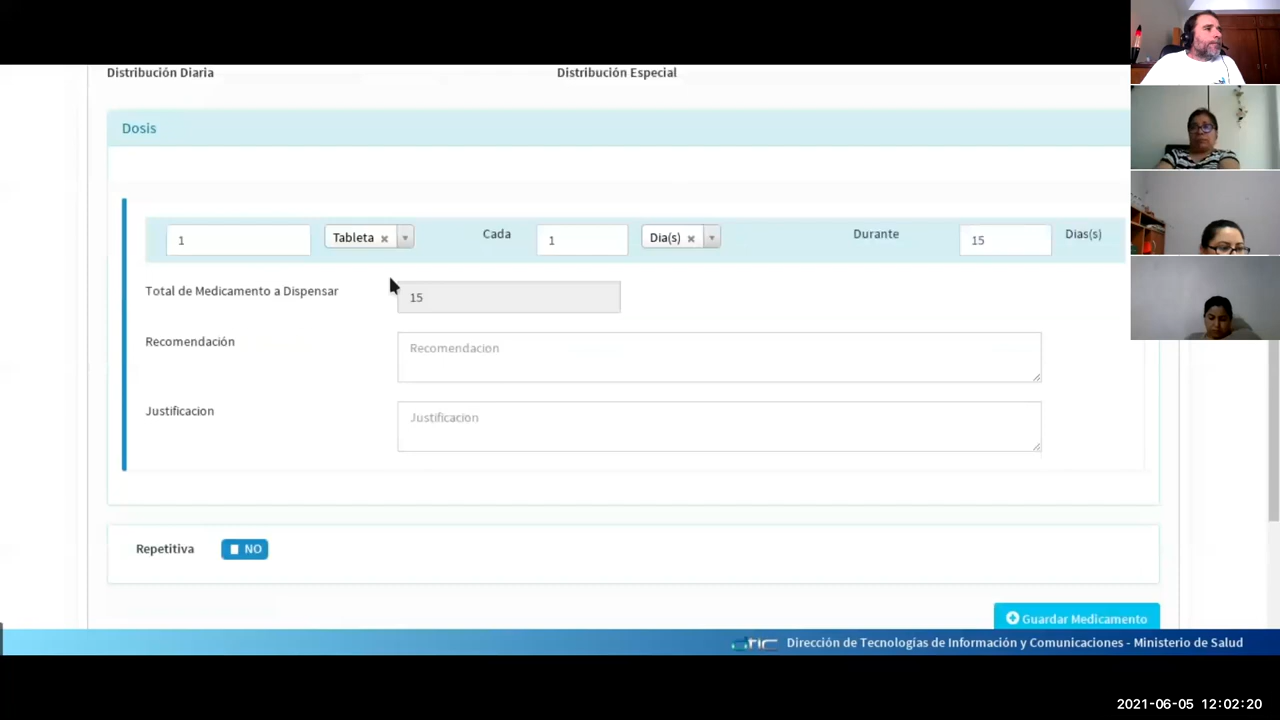 Distribución Diaria Distribución Especial
Dosis
1 Tableta Cada 1 Dia(s) Durante 15 Dias(s)
Total de Medicamento a Dispensar 15
Recomendación Recomendacion
Justificacion Justificacion
Repetitiva NO
Guardar Medicamento
dtic Dirección de Tecnologías de Información y Comunicaciones - Ministerio de Salud
2021-06-05 12:02:20